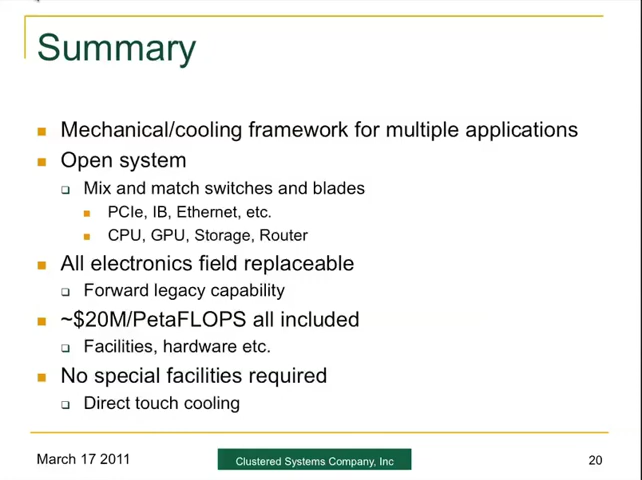 Summary
Mechanical/cooling framework for multiple applications
Open system
Mix and match switches and blades
PCIe, IB, Ethernet, etc.
CPU, GPU, Storage, Router
All electronics field replaceable
Forward legacy capability
~$20M/PetaFLOPS all included
Facilities, hardware etc.
No special facilities required
Direct touch cooling
March 17 2011
Clustered Systems Company, Inc
20